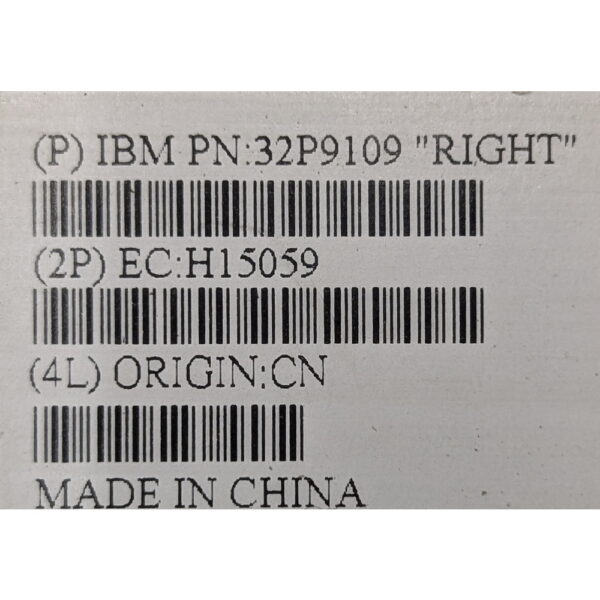 (P) IBM PN:32P9109 "RIGHT"
(2P) EC:H15059
(4L) ORIGIN:CN
MADE IN CHINA